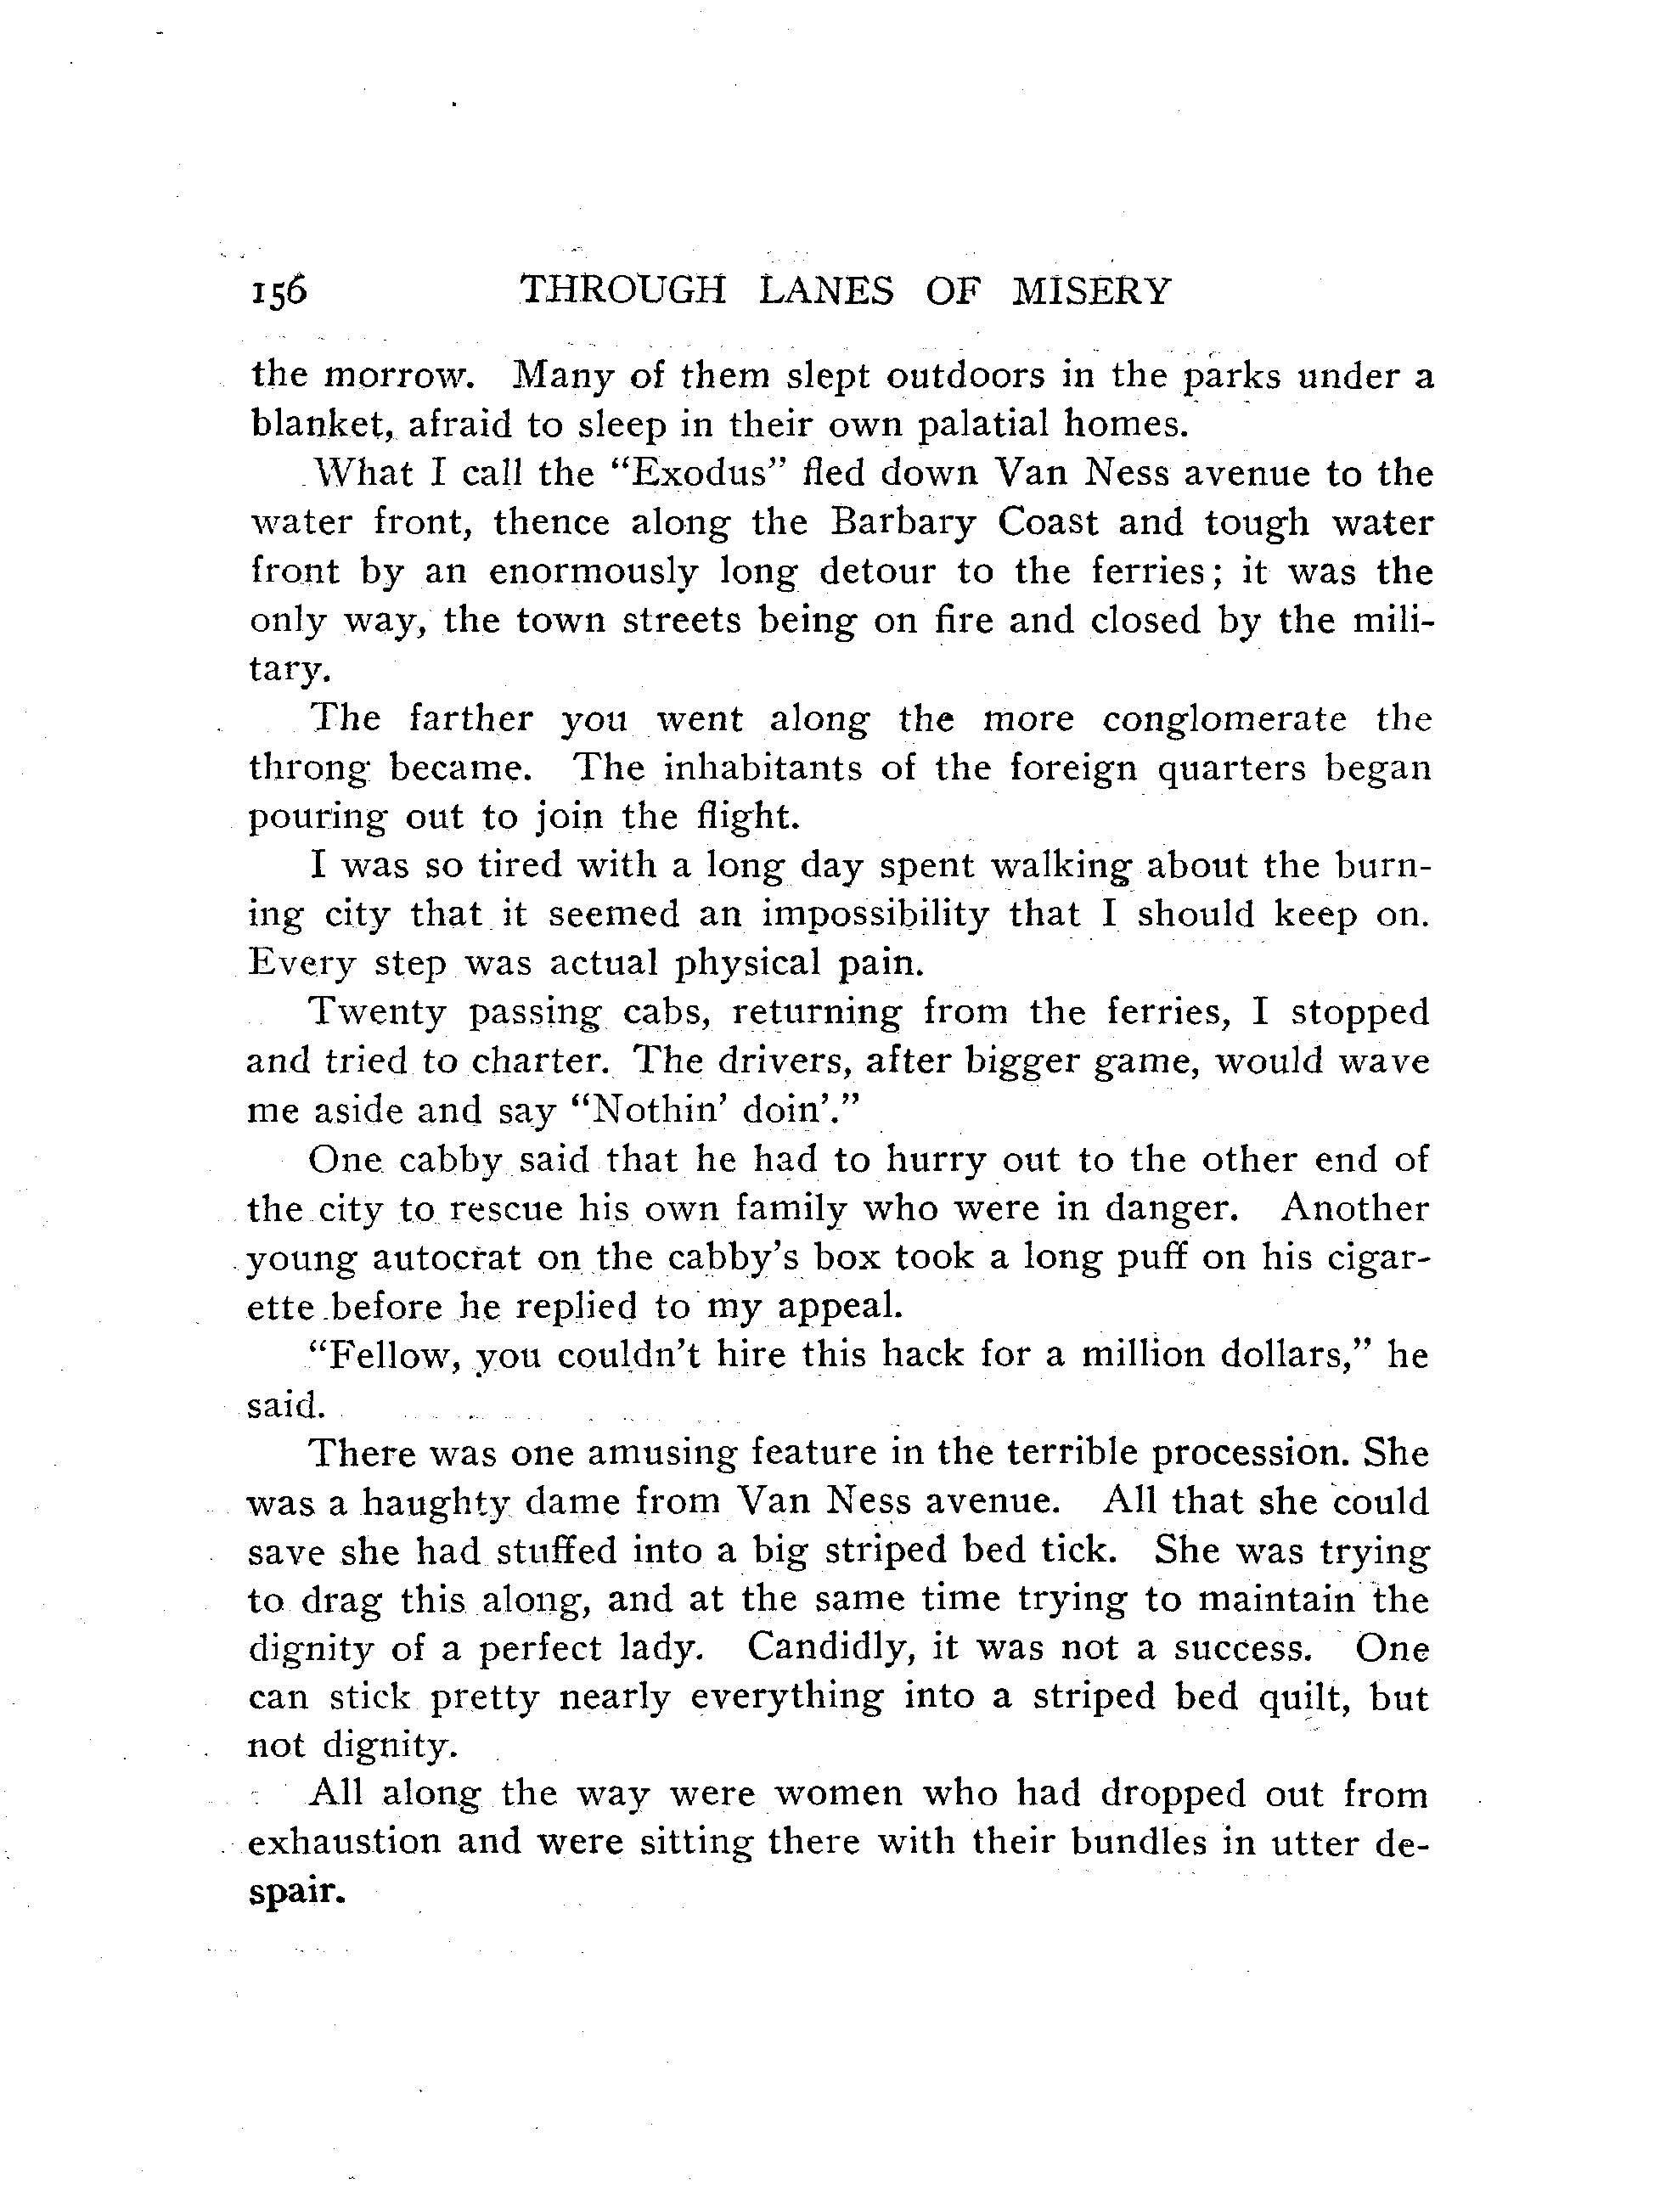 156 THROUGH LANES OF MISERY
the morrow. Many of them slept outdoors in the parks under a
blanket, afraid to sleep in their own palatial homes.
What I call the “Exodus” fled down Van Ness avenue to the
water front, thence along the Barbary Coast and tough water
front by an enormously long detour to the ferries; it was the
only way, the town streets being on fire and closed by the mili-
tary.
The farther you went along the more conglomerate the
throng became. The inhabitants of the foreign quarters began
pouring out to join the flight.
I was so tired with a long day spent walking about the burn-
ing city that it seemed an impossibility that I should keep on.
Every step was actual physical pain.
Twenty passing cabs, returning from the ferries, I stopped
and tried to charter. The drivers, after bigger game, would wave
me aside and say “Nothin’ doin’.”
One cabby said that he had to hurry out to the other end of
the city to rescue his own family who were in danger. Another
young autocrat on the cabby’s box took a long puff on his cigar-
ette before he replied to my appeal.
“Fellow, you couldn’t hire this hack for a million dollars,” he
said.
There was one amusing feature in the terrible procession. She
was a haughty dame from Van Ness avenue. All that she could
save she had stuffed into a big striped bed tick. She was trying
to drag this along, and at the same time trying to maintain the
dignity of a perfect lady. Candidly, it was not a success. One
can stick pretty nearly everything into a striped bed quilt, but
not dignity.
All along the way were women who had dropped out from
exhaustion and were sitting there with their bundles in utter de-
spair.